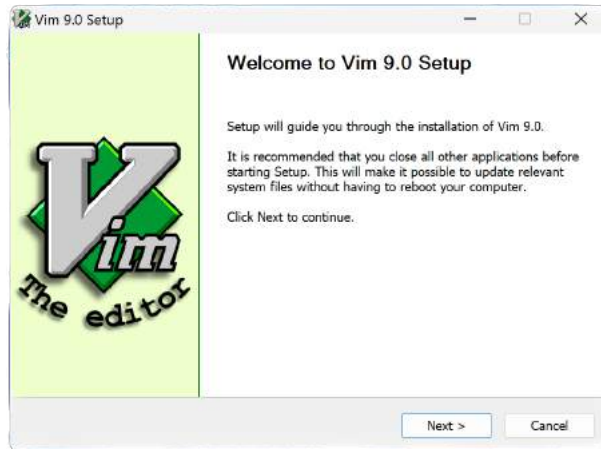 Vim 9.0 Setup
Welcome to Vim 9.0 Setup
Setup will guide you through the installation of Vim 9.0.
It is recommended that you close all other applications before
starting Setup. This will make it possible to update relevant
system files without having to reboot your computer.
Click Next to continue.
Vim
The editor
Next >
Cancel